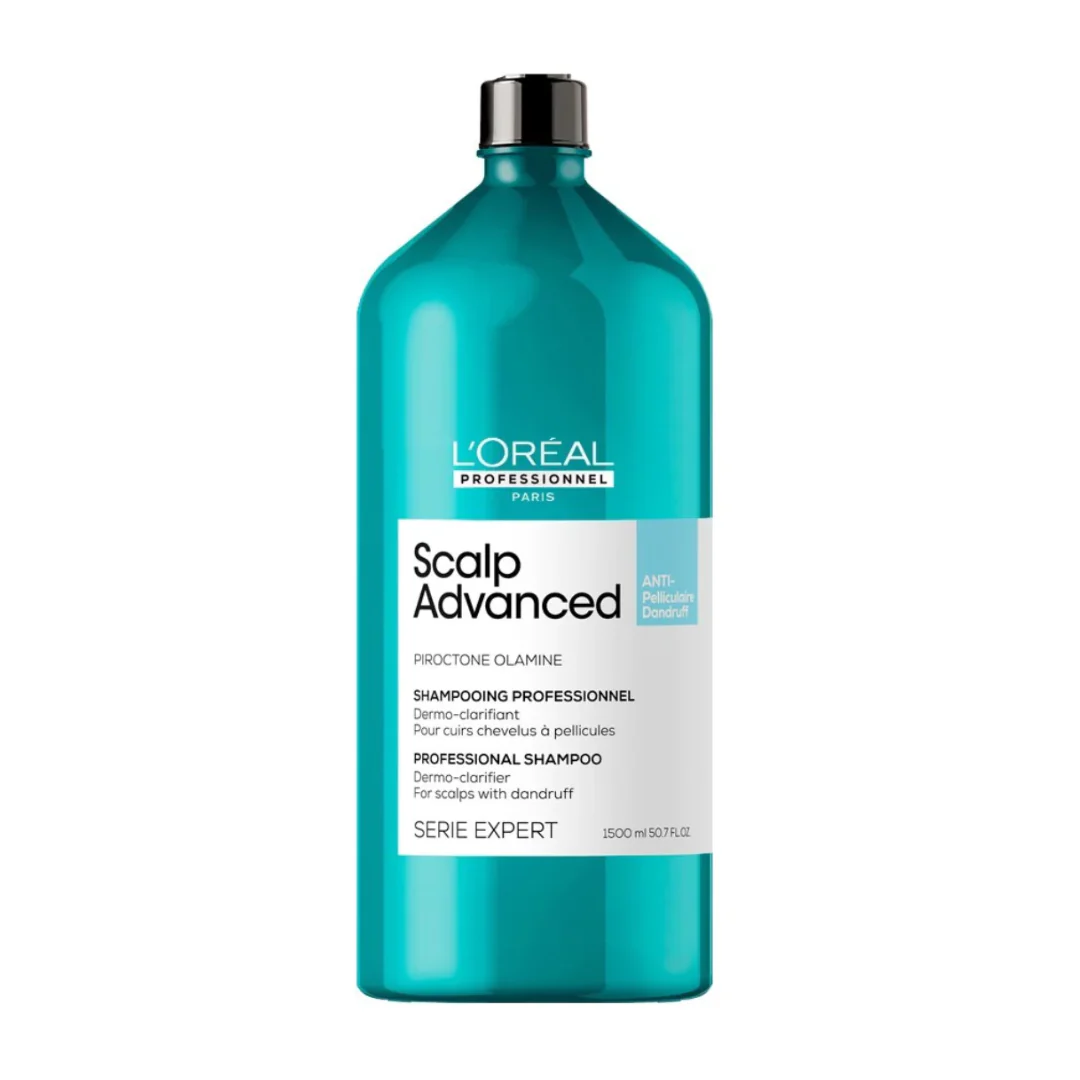 L'ORÉAL
PROFESSIONNEL
PARIS
Scalp
Advanced
ANTI-
Pelliculaire
Dandruff
PIROCTONE OLAMINE
SHAMPOOING PROFESSIONNEL
Dermo-clarifiant
Pour cuirs chevelus à pellicules
PROFESSIONAL SHAMPOO
Dermo-clarifier
For scalps with dandruff
SERIE EXPERT
1500 ml 50.7 FL.OZ.